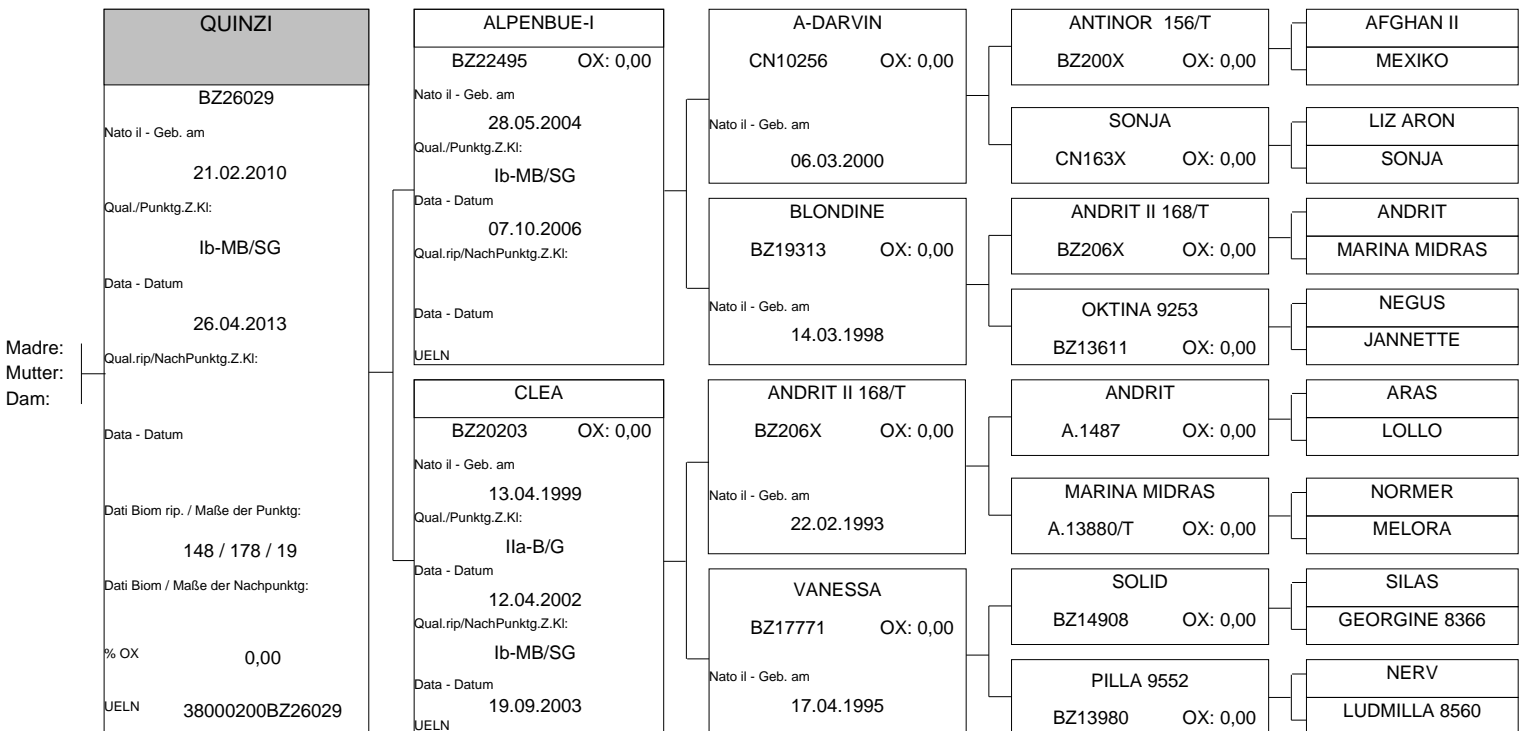 Madre:
Mutter:
Dam:
QUINZI
BZ26029
Nato il - Geb. am
21.02.2010
Qual./Punktg.Z.Kl:
Ib-MB/SG
Data - Datum
26.04.2013
Qual.rip/NachPunktg.Z.Kl:
Data - Datum
Dati Biom rip. / Maße der Punktg:
148 / 178 / 19
Dati Biom / Maße der Nachpunktg:
% OX 0,00
UELN 38000200BZ26029
ALPENBUE-I
BZ22495 OX: 0,00
Nato il - Geb. am
28.05.2004
Qual./Punktg.Z.Kl:
Ib-MB/SG
Data - Datum
07.10.2006
Qual.rip/NachPunktg.Z.Kl:
Data - Datum
UELN
CLEA
BZ20203 OX: 0,00
Nato il - Geb. am
13.04.1999
Qual./Punktg.Z.Kl:
IIa-B/G
Data - Datum
12.04.2002
Qual.rip/NachPunktg.Z.Kl:
Ib-MB/SG
Data - Datum
19.09.2003
UELN
A-DARVIN
CN10256 OX: 0,00
Nato il - Geb. am
06.03.2000
BLONDINE
BZ19313 OX: 0,00
Nato il - Geb. am
14.03.1998
ANDRIT II 168/T
BZ206X OX: 0,00
Nato il - Geb. am
22.02.1993
VANESSA
BZ17771 OX: 0,00
Nato il - Geb. am
17.04.1995
ANTINOR 156/T
BZ200X OX: 0,00
SONJA
CN163X OX: 0,00
ANDRIT II 168/T
BZ206X OX: 0,00
OKTINA 9253
BZ13611 OX: 0,00
ANDRIT
A.1487 OX: 0,00
MARINA MIDRAS
A.13880/T OX: 0,00
SOLID
BZ14908 OX: 0,00
PILLA 9552
BZ13980 OX: 0,00
AFGHAN II
MEXIKO
LIZ ARON
SONJA
ANDRIT
MARINA MIDRAS
NEGUS
JANNETTE
ARAS
LOLLO
NORMER
MELORA
SILAS
GEORGINE 8366
NERV
LUDMILLA 8560